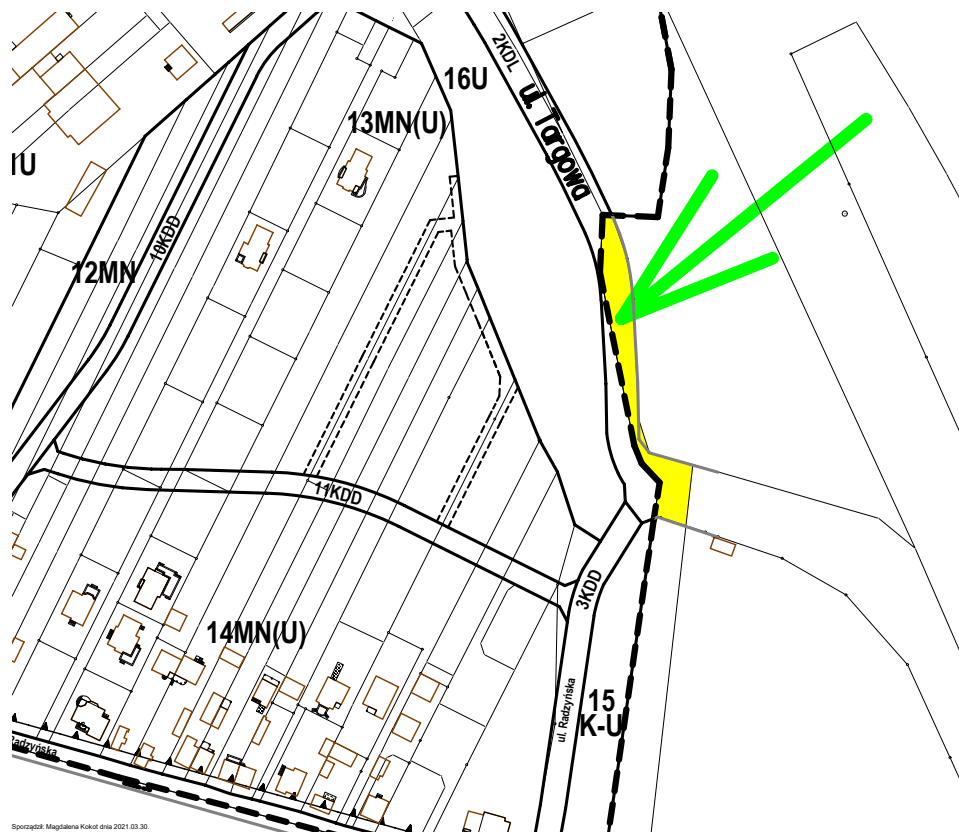 2KDL
16U
ul. Targowa
13MN(U)
10KDD
12MN
11KDD
3KDD
14MN(U)
15
K-U
ul. Radzyńska
Radzyńska
Sporządził: Magdalena Kokot dnia 2021.03.30.